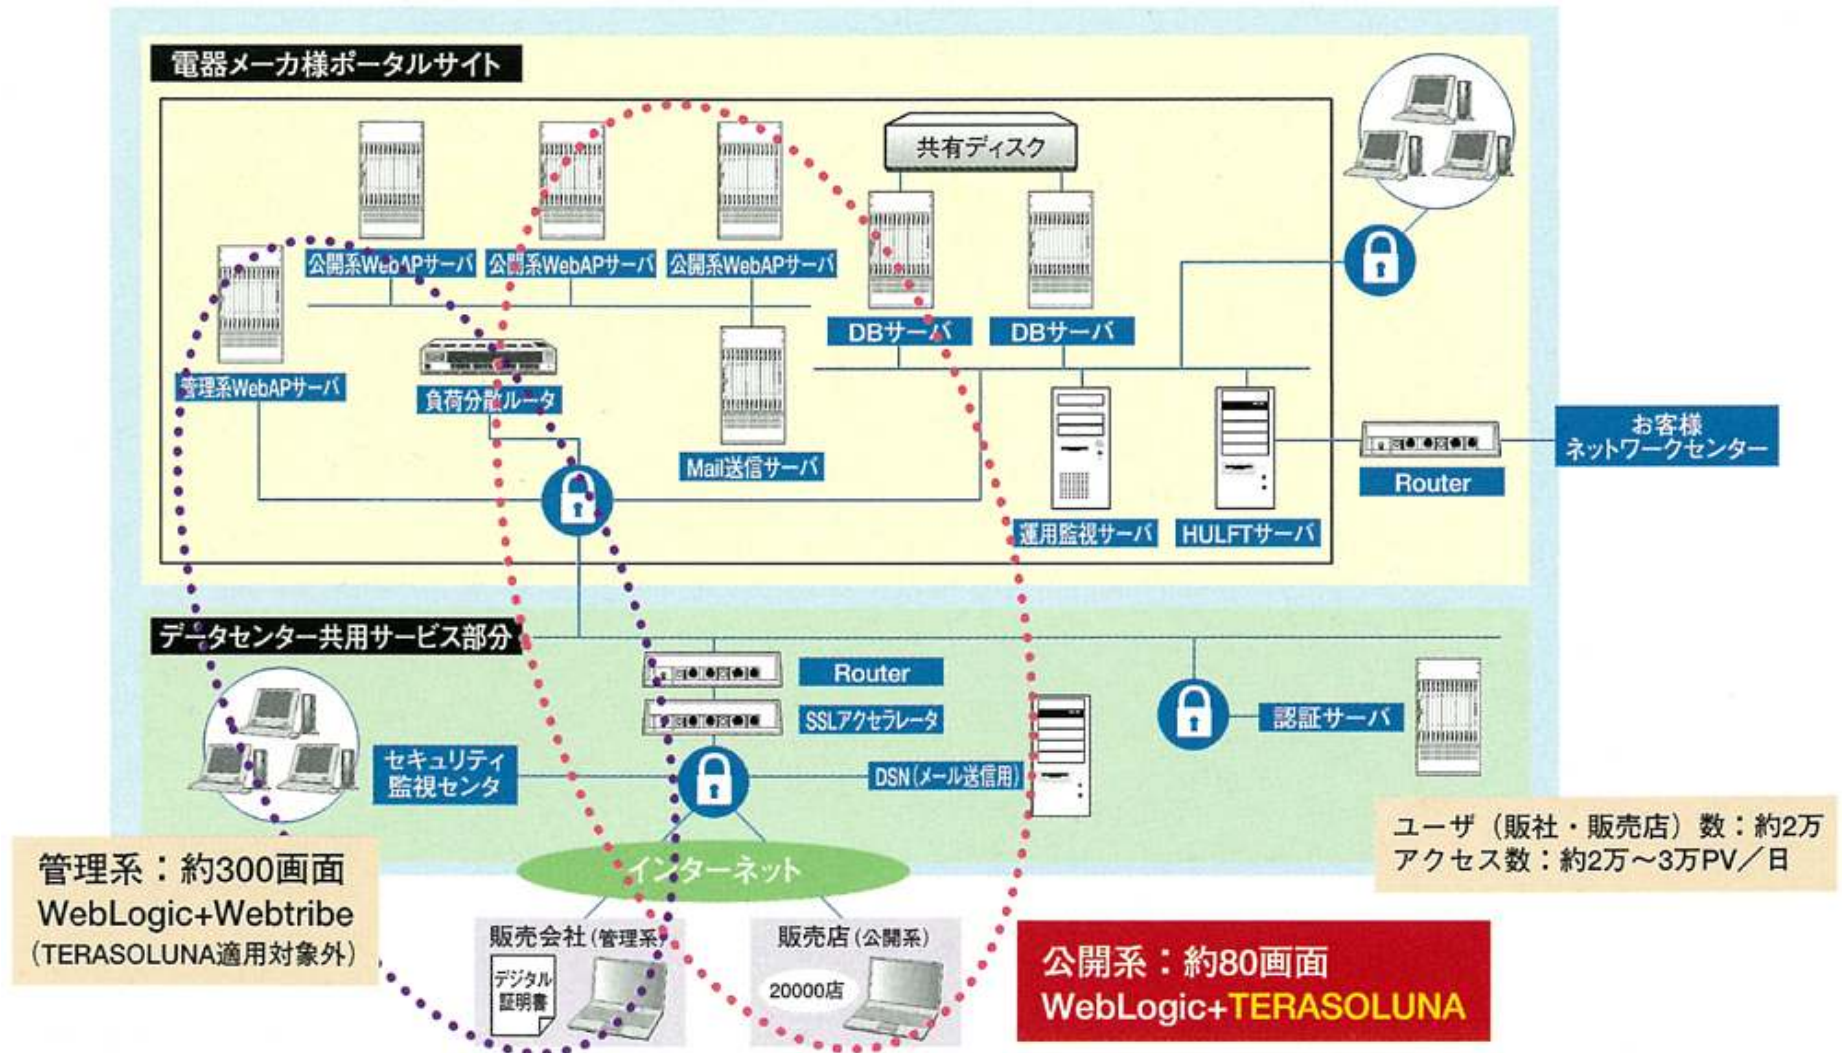 電器メーカ様ポータルサイト
共有ディスク
公開系WebAPサーバ
公開系WebAPサーバ
公開系WebAPサーバ
DBサーバ
DBサーバ
管理系WebAPサーバ
負荷分散ルータ
Mail送信サーバ
運用監視サーバ
HULFTサーバ
Router
お客様
ネットワークセンター
データセンター共用サービス部分
Router
SSLアクセラレータ
セキュリティ
監視センタ
DSN(メール送信用)
認証サーバ
ユーザ（販社・販売店）数：約2万
アクセス数：約2万〜3万PV／日
管理系：約300画面
WebLogic+Webtribe
（TERASOLUNA適用対象外）
インターネット
販売会社(管理系)
デジタル
証明書
販売店(公開系)
20000店
公開系：約80画面
WebLogic+TERASOLUNA